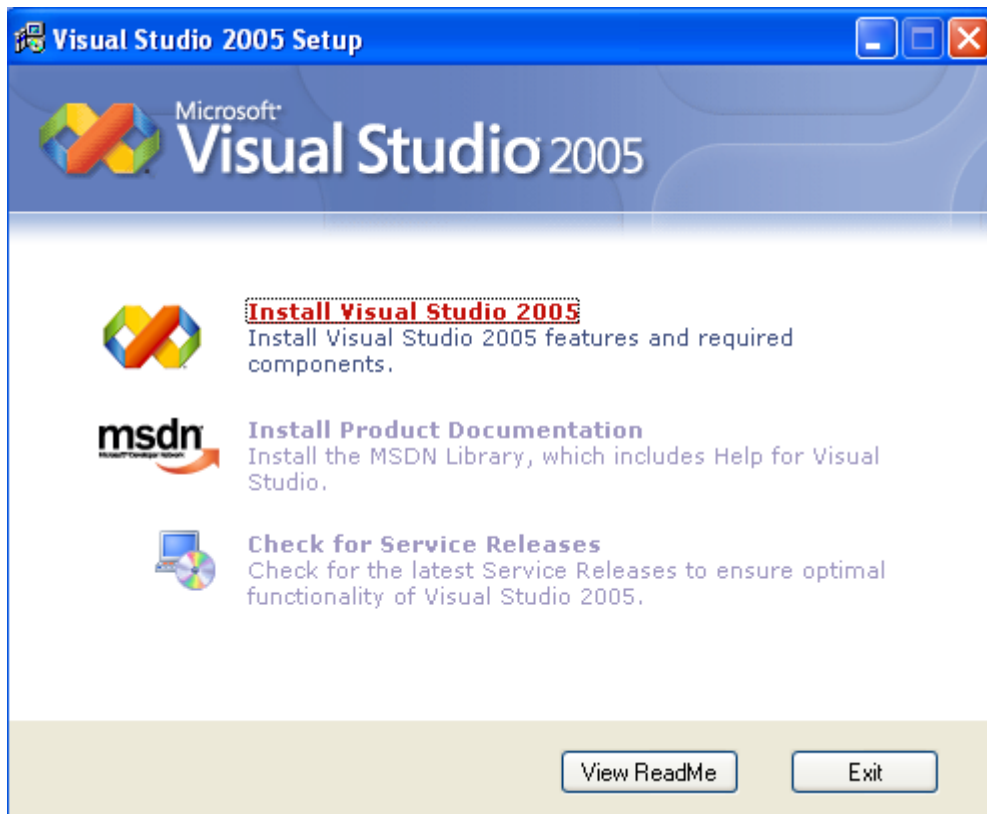 Visual Studio 2005 Setup
Microsoft
Visual Studio 2005
Install Visual Studio 2005
Install Visual Studio 2005 features and required
components.
msdn
Install Product Documentation
Install the MSDN Library, which includes Help for Visual
Studio.
Check for Service Releases
Check for the latest Service Releases to ensure optimal
functionality of Visual Studio 2005.
View ReadMe
Exit